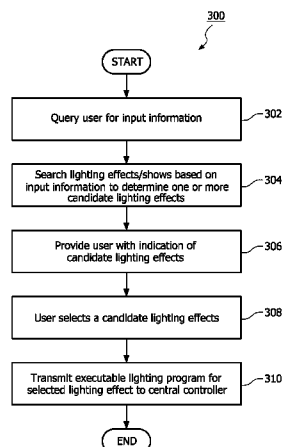 300
START
Query user for input information
302
Search lighting effects/shows based on
input information to determine one or more
candidate lighting effects
304
Provide user with indication of
candidate lighting effects
306
User selects a candidate lighting effects
308
Transmit executable lighting program for
selected lighting effect to central controller
310
END